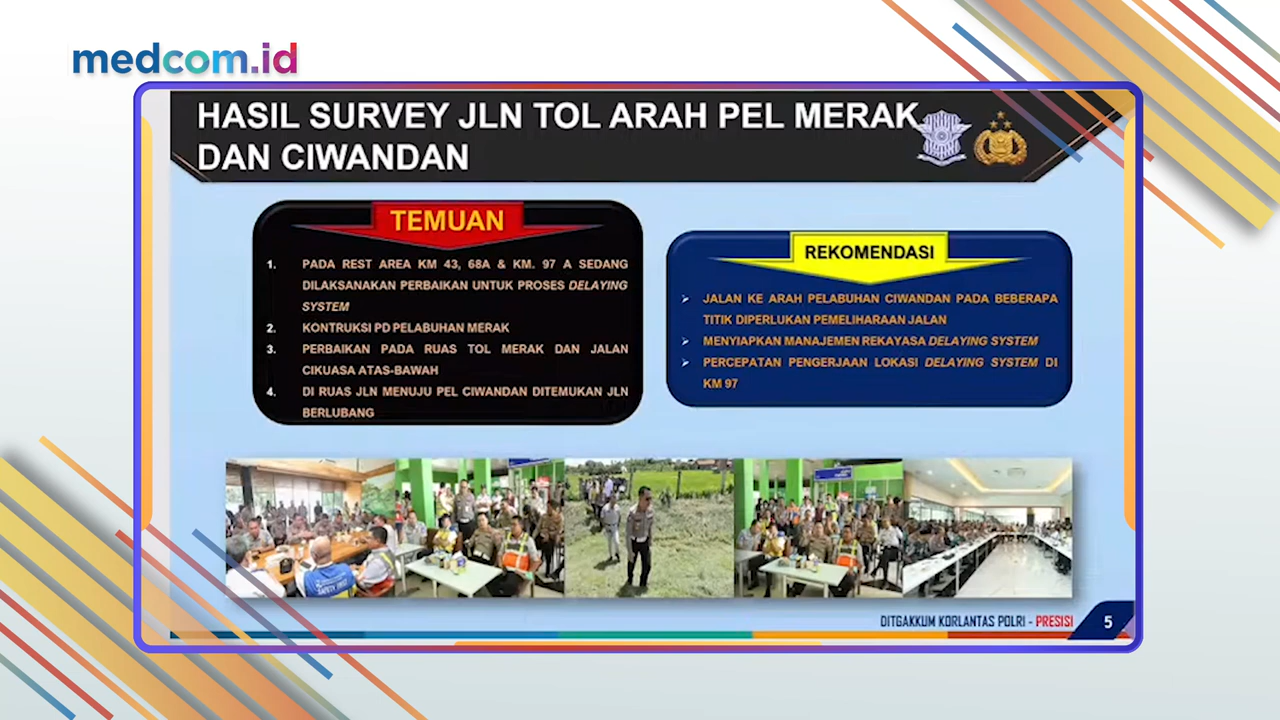 medcom.id
HASIL SURVEY JLN TOL ARAH PEL MERAK
DAN CIWANDAN
TEMUAN
1. PADA REST AREA KM 43, 68A & KM. 97 A SEDANG
DILAKSANAKAN PERBAIKAN UNTUK PROSES DELAYING
SYSTEM
2. KONTRUKSI PD PELABUHAN MERAK
3. PERBAIKAN PADA RUAS TOL MERAK DAN JALAN
CIKUASA ATAS-BAWAH
4. DI RUAS JLN MENUJU PEL CIWANDAN DITEMUKAN JLN
BERLUBANG
REKOMENDASI
➢ JALAN KE ARAH PELABUHAN CIWANDAN PADA BEBERAPA
TITIK DIPERLUKAN PEMELIHARAAN JALAN
➢ MENYIAPKAN MANAJEMEN REKAYASA DELAYING SYSTEM
➢ PERCEPATAN PENGERJAAN LOKASI DELAYING SYSTEM DI
KM 97
SAFETY FIRST
DITGAKKUM KORLANTAS POLRI - PRESISI
5